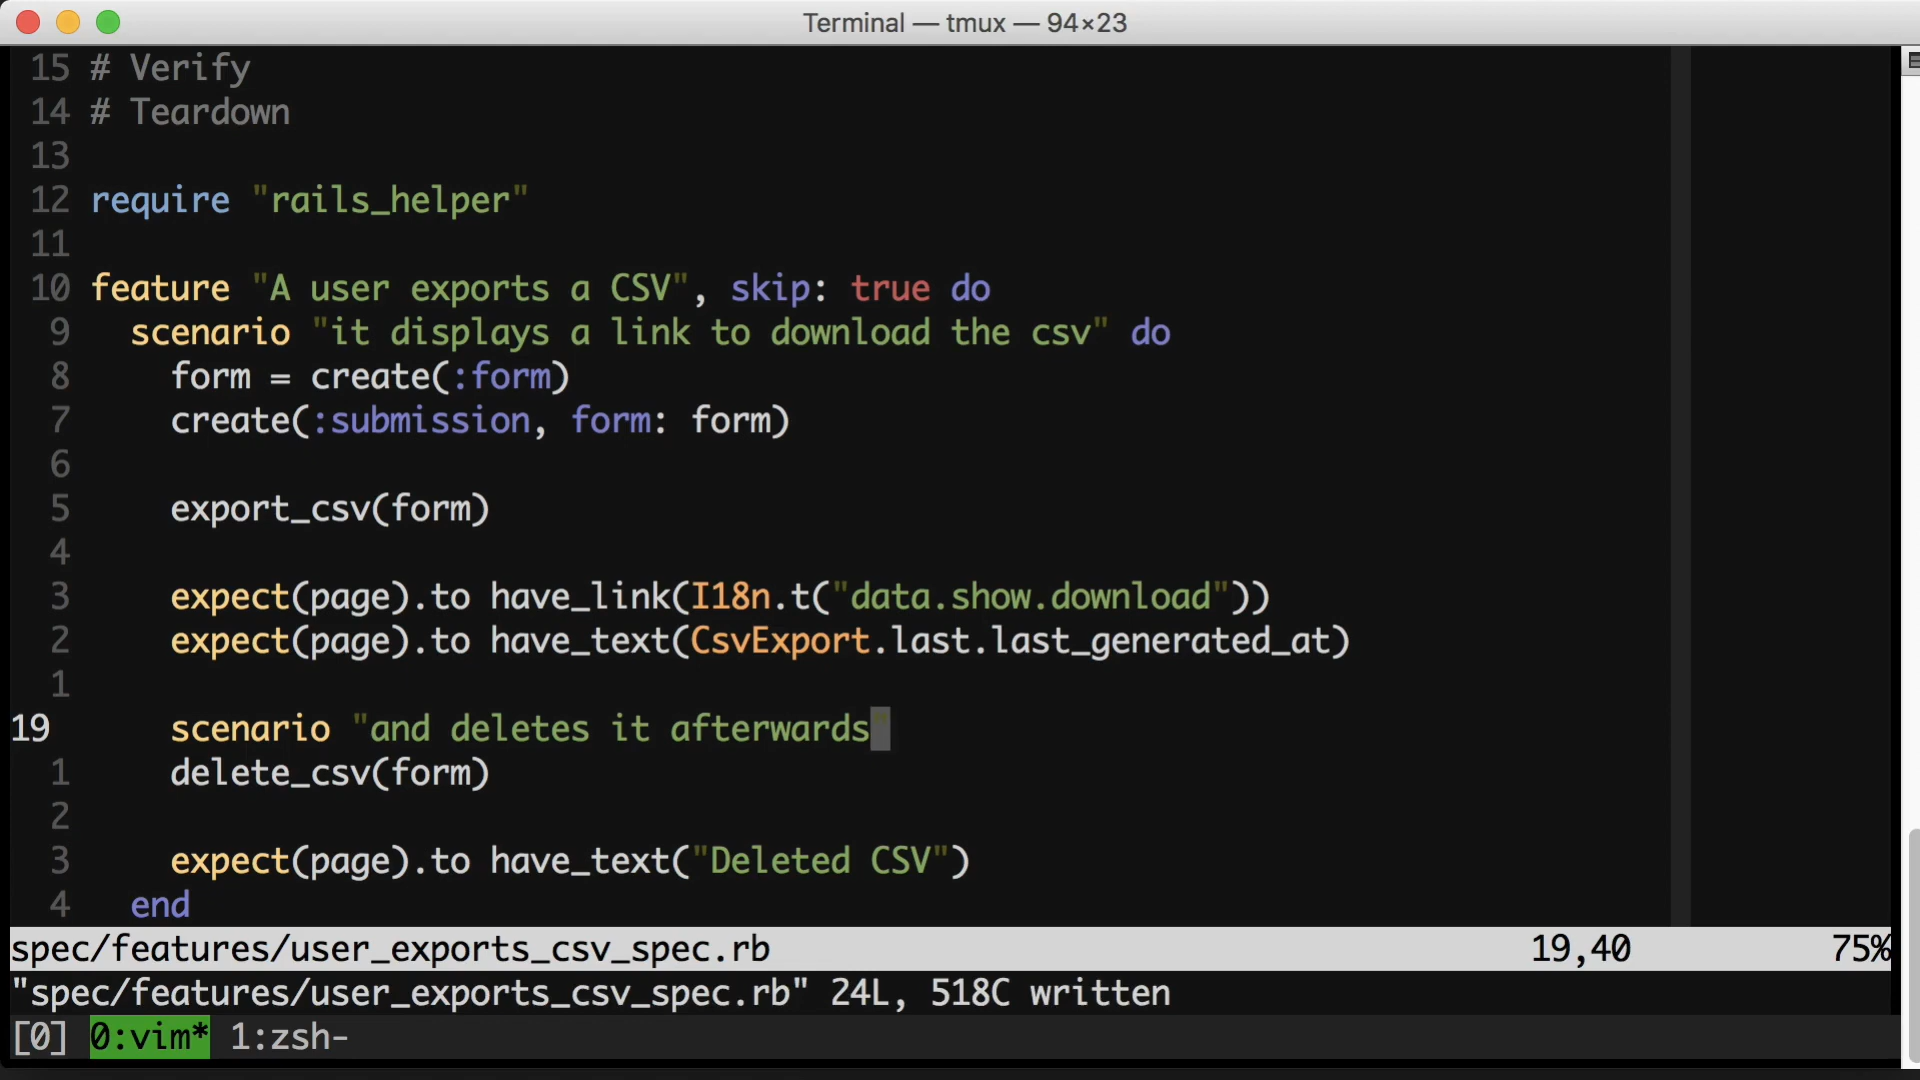 Terminal — tmux — 94×23
15 # Verify
14 # Teardown
13
12 require "rails_helper"
11
10 feature "A user exports a CSV", skip: true do
9   scenario "it displays a link to download the csv" do
8     form = create(:form)
7     create(:submission, form: form)
6
5     export_csv(form)
4
3     expect(page).to have_link(I18n.t("data.show.download"))
2     expect(page).to have_text(CsvExport.last.last_generated_at)
1
19     scenario "and deletes it afterwards"
1     delete_csv(form)
2
3     expect(page).to have_text("Deleted CSV")
4   end
spec/features/user_exports_csv_spec.rb 19,40 75%
"spec/features/user_exports_csv_spec.rb" 24L, 518C written
[0] 0:vim* 1:zsh-